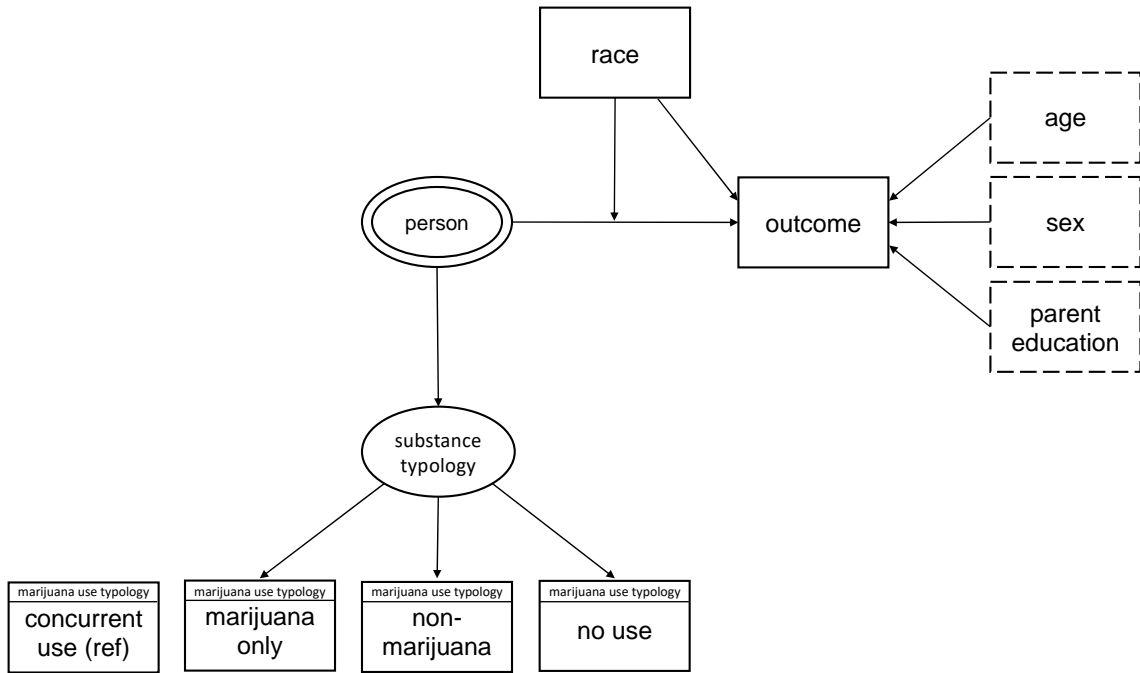 race
age
person
outcome
sex
parent
education
substance
typology
marijuana use typology
concurrent
use (ref)
marijuana use typology
marijuana
only
marijuana use typology
non-
marijuana
marijuana use typology
no use